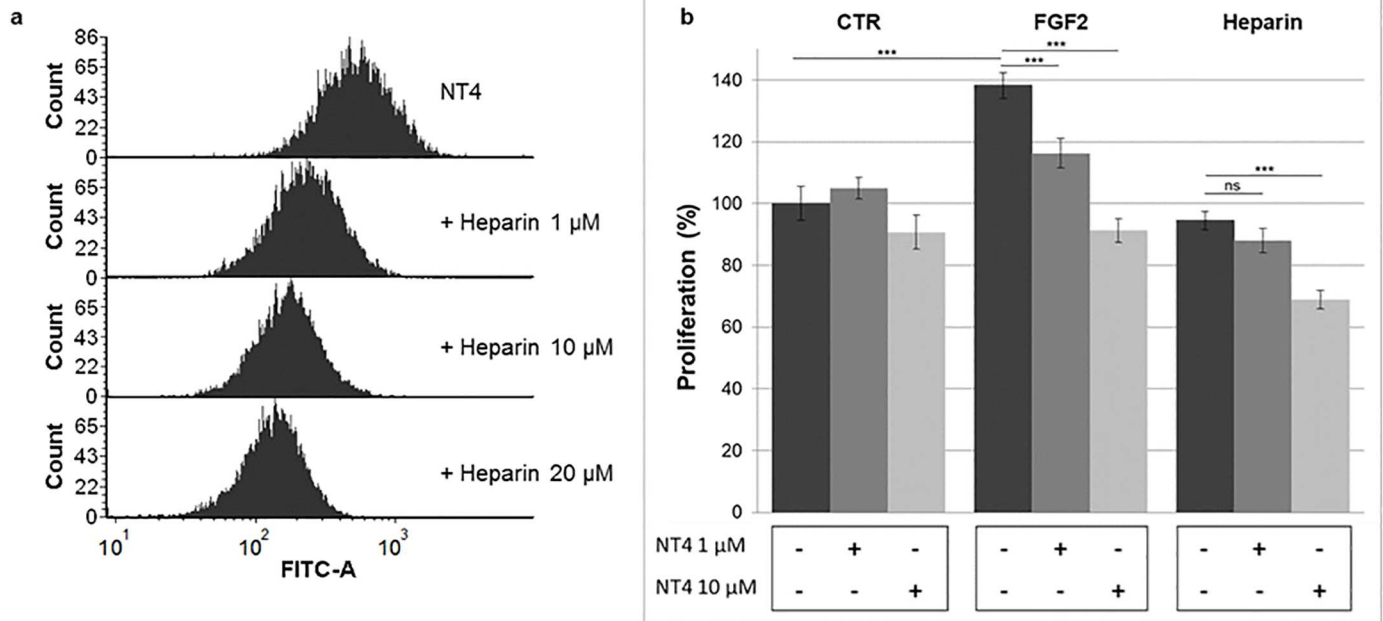 a
86
65
43
22
0
Count
NT4
65
43
22
0
Count
+ Heparin 1 µM
65
43
22
0
Count
+ Heparin 10 µM
65
43
22
0
Count
+ Heparin 20 µM
10¹ 10² 10³
FITC-A
b
CTR FGF2 Heparin
***
***
***
***
ns
140
120
100
80
60
40
20
0
Proliferation (%)
NT4 1 µM - + - - + - - + -
NT4 10 µM - - + - - + - - +